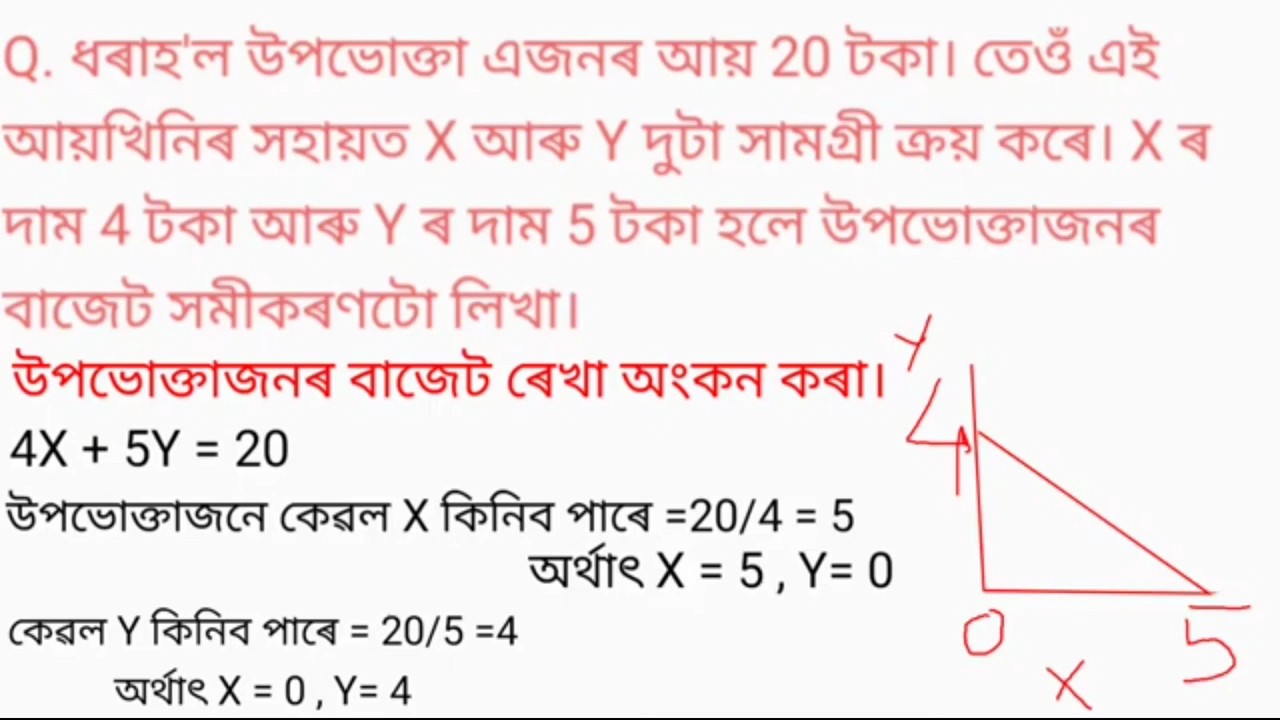 Q. ধৰাহ'ল উপভোক্তা এজনৰ আয় 20 টকা। তেওঁ এই
আয়খিনিৰ সহায়ত X আৰু Y দুটা সামগ্ৰী ক্ৰয় কৰে। X ৰ
দাম 4 টকা আৰু Y ৰ দাম 5 টকা হলে উপভোক্তাজনৰ
বাজেট সমীকৰণটো লিখা।
উপভোক্তাজনৰ বাজেট ৰেখা অংকন কৰা।
4X + 5Y = 20
উপভোক্তাজনে কেৱল X কিনিব পাৰে =20/4 = 5
অৰ্থাৎ X = 5 , Y= 0
কেৱল Y কিনিব পাৰে = 20/5 =4
অৰ্থাৎ X = 0 , Y= 4
Y
4
0
5
X